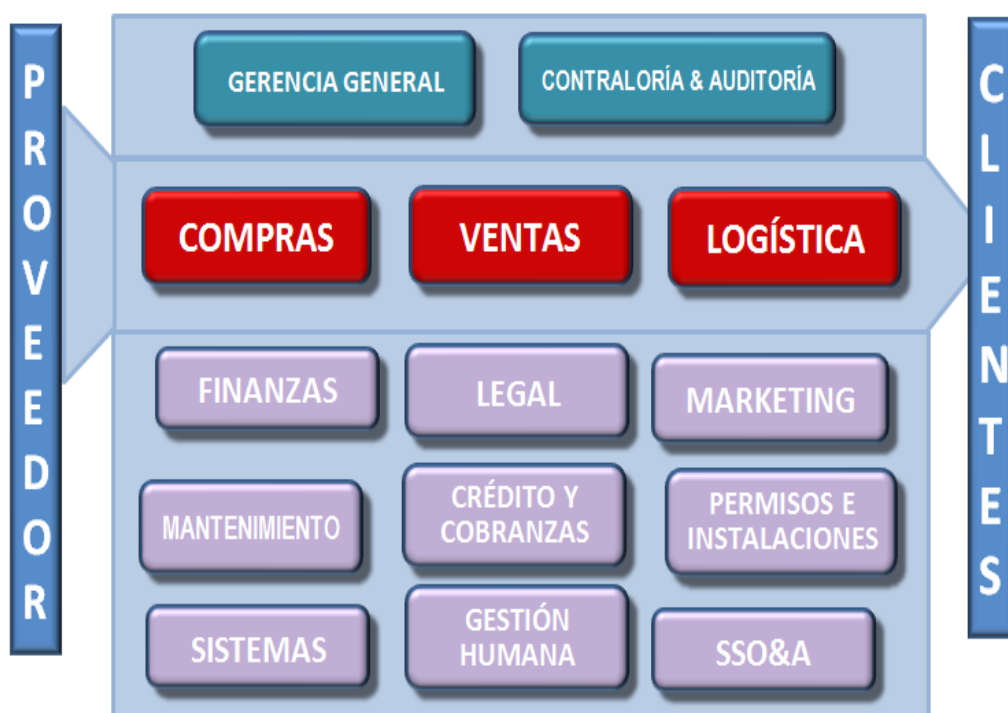 PROVEEDOR
GERENCIA GENERAL
CONTRALORÍA & AUDITORÍA
COMPRAS
VENTAS
LOGÍSTICA
FINANZAS
LEGAL
MARKETING
MANTENIMIENTO
CRÉDITO Y
COBRANZAS
PERMISOS E
INSTALACIONES
SISTEMAS
GESTIÓN
HUMANA
SSO&A
CLIENTES